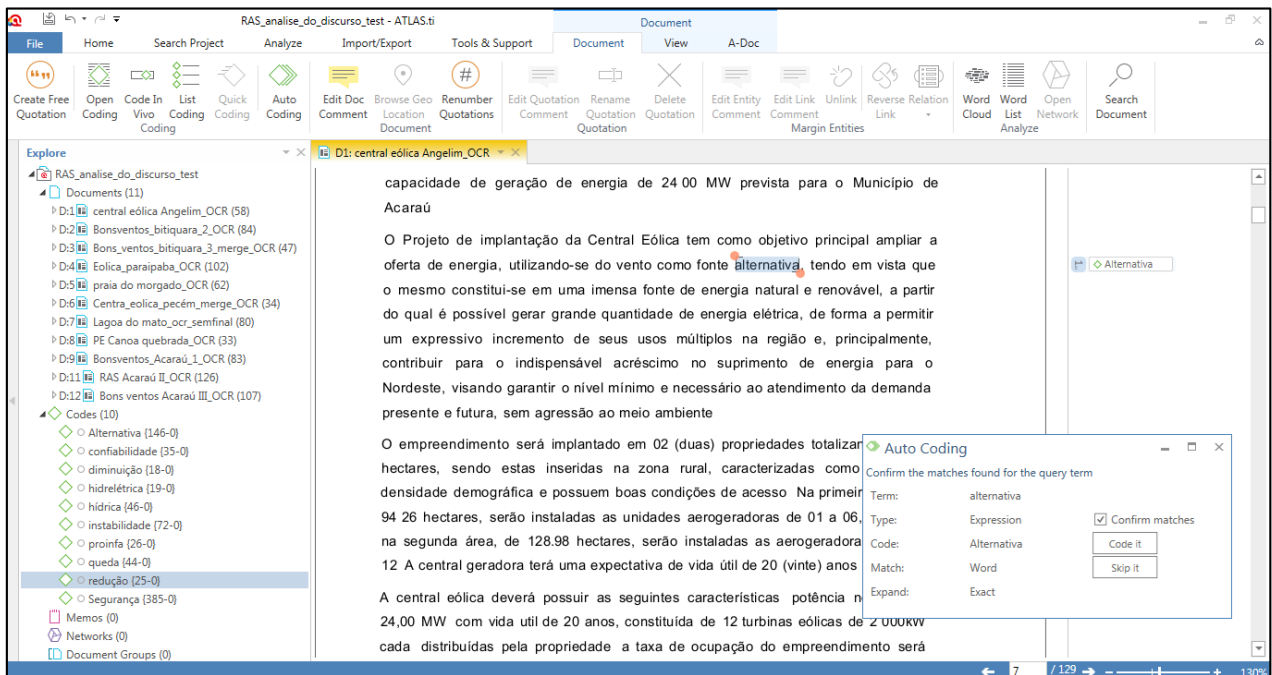 RAS_analise_do_discurso_test - ATLAS.ti
Document
File Home Search Project Analyze Import/Export Tools & Support Document View A-Doc
Create Free Quotation
Open Coding
Code In Vivo
List Coding
Quick Coding
Auto Coding
Coding
Edit Doc Comment
Browse Geo Location
Renumber Quotations
Document
Edit Quotation Comment
Rename Quotation
Delete Quotation
Quotation
Edit Entity Comment
Edit Link Comment
Unlink
Reverse Link
Relation
Margin Entities
Word Cloud
Word List
Open Network
Analyze
Search Document
Explore
RAS_analise_do_discurso_test
Documents (11)
D:1 central eólica Angelim_OCR (58)
D:2 Bonsventos_bitiquara_2_OCR (84)
D:3 Bons_ventos_bitiquara_3_merge_OCR (47)
D:4 Eolica_paraipaba_OCR (102)
D:5 praia do morgado_OCR (62)
D:6 Centra_eolica_pecém_merge_OCR (34)
D:7 Lagoa do mato_ocr_semfinal (80)
D:8 PE Canoa quebrada_OCR (33)
D:9 Bonsventos_Acaraú_1_OCR (83)
D:11 RAS Acaraú II_OCR (126)
D:12 Bons ventos Acaraú III_OCR (107)
Codes (10)
Alternativa {146-0}
confiabilidade {35-0}
diminuição {18-0}
hidrelétrica {19-0}
hídrica {46-0}
instabilidade {72-0}
proinfa {26-0}
queda {44-0}
redução {25-0}
Segurança {385-0}
Memos (0)
Networks (0)
Document Groups (0)
D1: central eólica Angelim_OCR
capacidade de geração de energia de 24 00 MW prevista para o Município de
Acaraú
O Projeto de implantação da Central Eólica tem como objetivo principal ampliar a
oferta de energia, utilizando-se do vento como fonte alternativa, tendo em vista que
o mesmo constitui-se em uma imensa fonte de energia natural e renovável, a partir
do qual é possível gerar grande quantidade de energia elétrica, de forma a permitir
um expressivo incremento de seus usos múltiplos na região e, principalmente,
contribuir para o indispensável acréscimo no suprimento de energia para o
Nordeste, visando garantir o nível mínimo e necessário ao atendimento da demanda
presente e futura, sem agressão ao meio ambiente
O empreendimento será implantado em 02 (duas) propriedades totalizar
hectares, sendo estas inseridas na zona rural, caracterizadas como
densidade demográfica e possuem boas condições de acesso Na primeir
94 26 hectares, serão instaladas as unidades aerogeradoras de 01 a 06,
na segunda área, de 128.98 hectares, serão instaladas as aerogeradora
12 A central geradora terá uma expectativa de vida útil de 20 (vinte) anos
A central eólica deverá possuir as seguintes características potência n
24,00 MW com vida util de 20 anos, constituída de 12 turbinas eólicas de 2 000kW
cada distribuídas pela propriedade a taxa de ocupação do empreendimento será
Alternativa
Auto Coding
Confirm the matches found for the query term
Term: alternativa
Type: Expression Confirm matches
Code: Alternativa Code it
Match: Word Skip it
Expand: Exact
7 / 129 130%